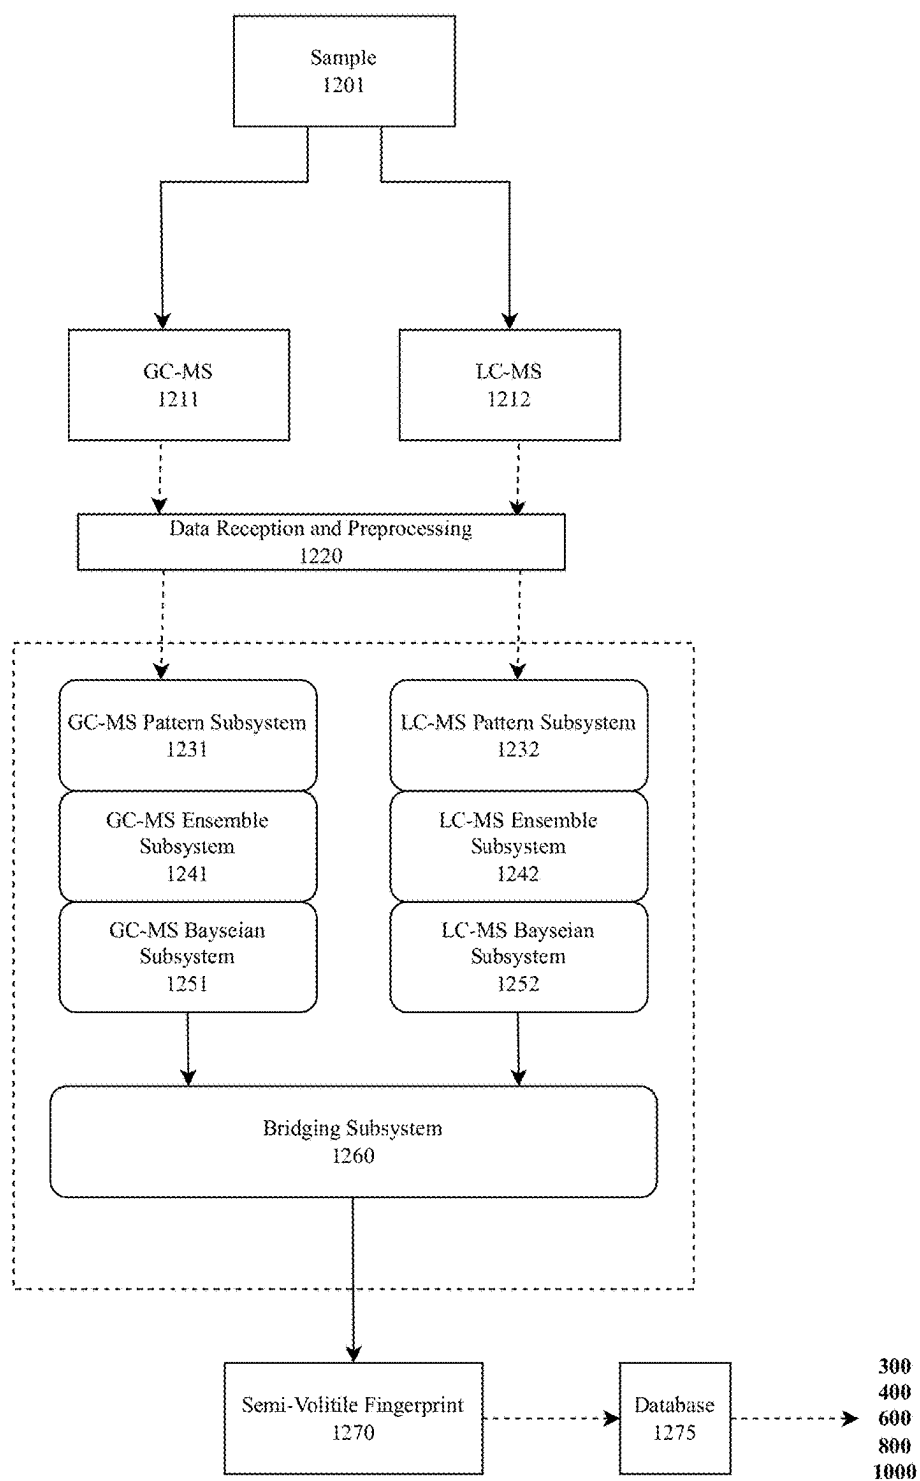 Sample
1201
GC-MS
1211
LC-MS
1212
Data Reception and Preprocessing
1220
GC-MS Pattern Subsystem
1231
LC-MS Pattern Subsystem
1232
GC-MS Ensemble
Subsystem
1241
LC-MS Ensemble
Subsystem
1242
GC-MS Bayseian
Subsystem
1251
LC-MS Bayseian
Subsystem
1252
Bridging Subsystem
1260
Semi-Volitile Fingerprint
1270
Database
1275
300
400
600
800
1000